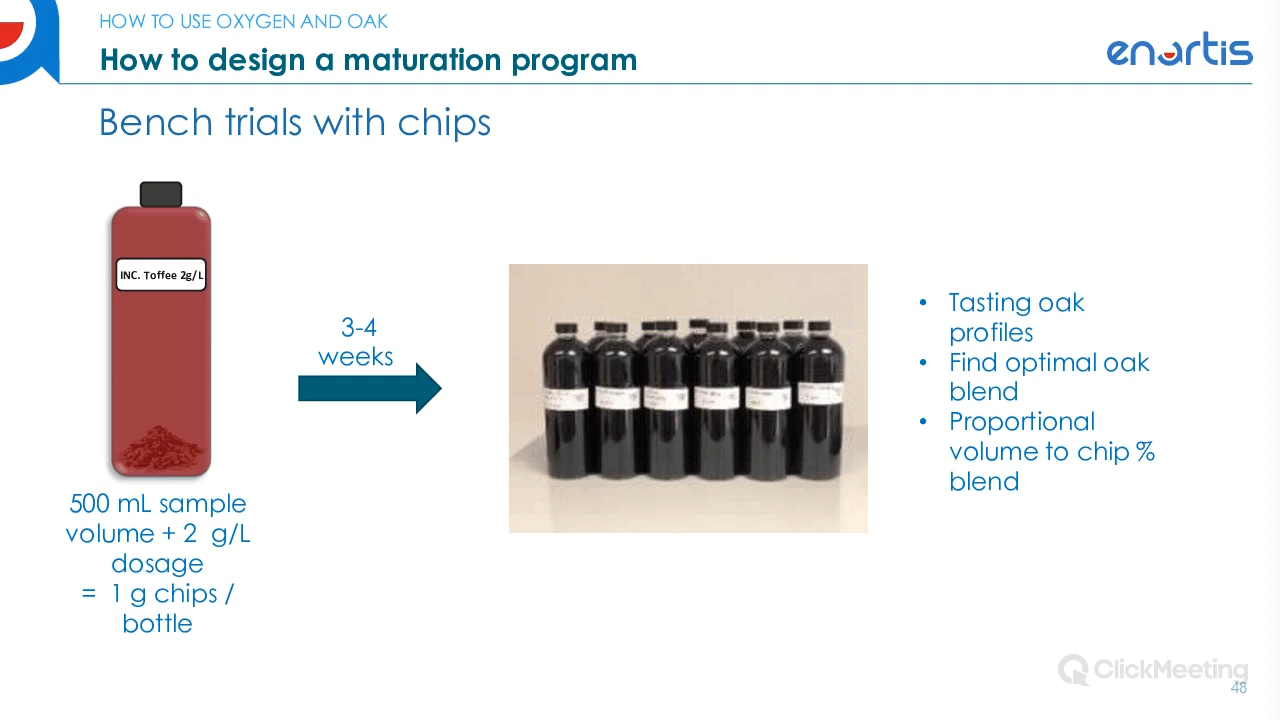 HOW TO USE OXYGEN AND OAK
How to design a maturation program
enartis
Bench trials with chips
INC. Toffee 2g/L
3-4
weeks
500 mL sample
volume + 2 g/L
dosage
= 1 g chips /
bottle
• Tasting oak
profiles
• Find optimal oak
blend
• Proportional
volume to chip %
blend
ClickMeeting
48